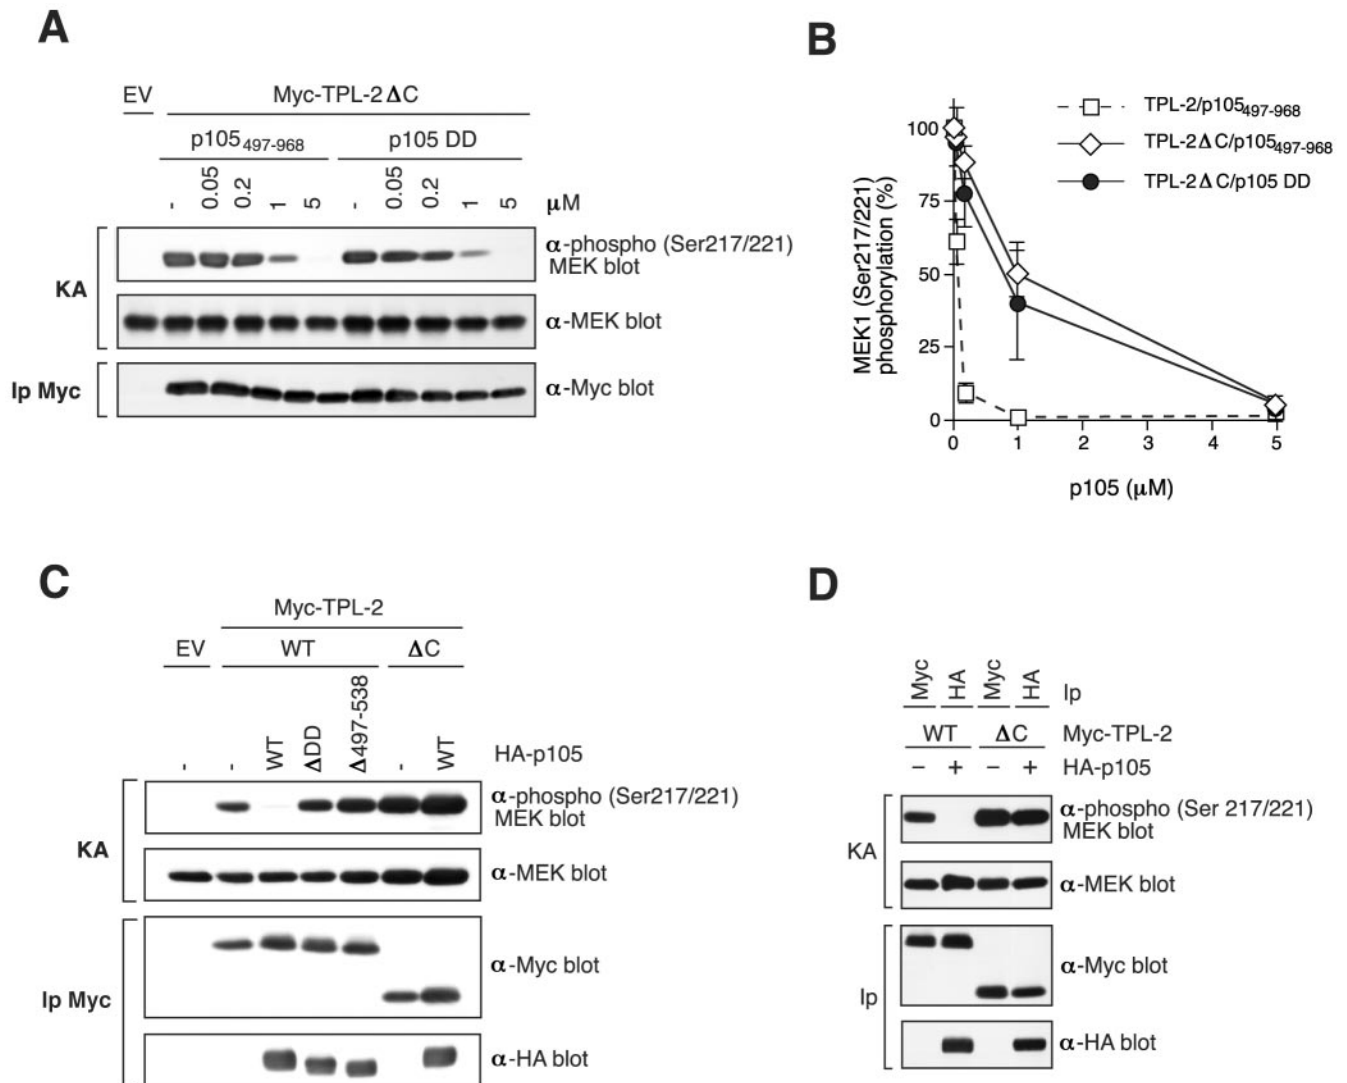 A
EV Myc-TPL-2ΔC
p105497-968 p105 DD
- 0.05 0.2 1 5 - 0.05 0.2 1 5 μM
KA
α-phospho (Ser217/221)
MEK blot
α-MEK blot
Ip Myc
α-Myc blot
B
TPL-2/p105497-968
TPL-2ΔC/p105497-968
TPL-2ΔC/p105 DD
MEK1 (Ser217/221)
phosphorylation (%)
100
75
50
25
0
0 1 2 3 4 5
p105 (μM)
C
Myc-TPL-2
EV WT ΔC
- - WT ΔDD Δ497-538 - WT HA-p105
KA
α-phospho (Ser217/221)
MEK blot
α-MEK blot
Ip Myc
α-Myc blot
α-HA blot
D
Myc HA Myc HA Ip
WT ΔC Myc-TPL-2
– + – + HA-p105
KA
α-phospho (Ser 217/221)
MEK blot
α-MEK blot
Ip
α-Myc blot
α-HA blot